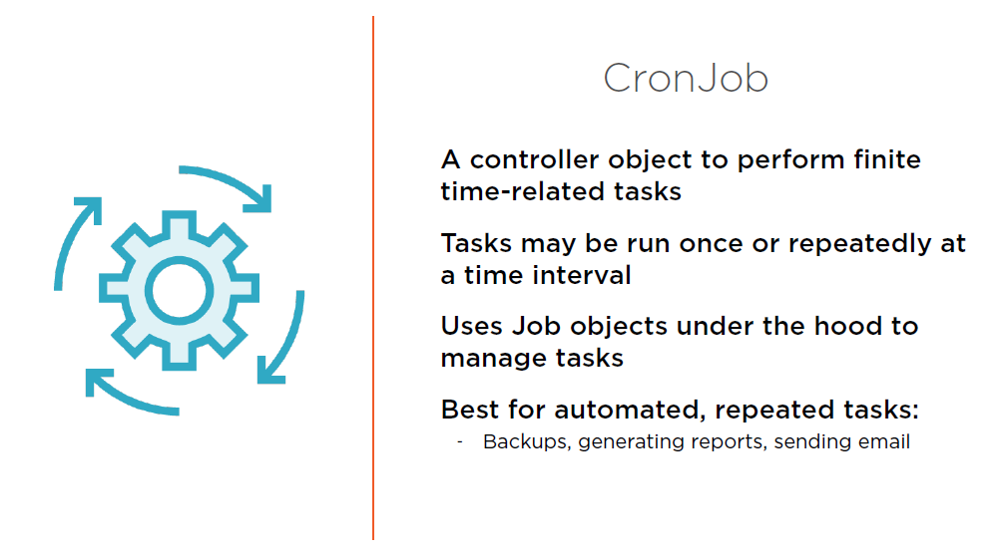 CronJob
A controller object to perform finite
time-related tasks
Tasks may be run once or repeatedly at
a time interval
Uses Job objects under the hood to
manage tasks
Best for automated, repeated tasks:
- Backups, generating reports, sending email